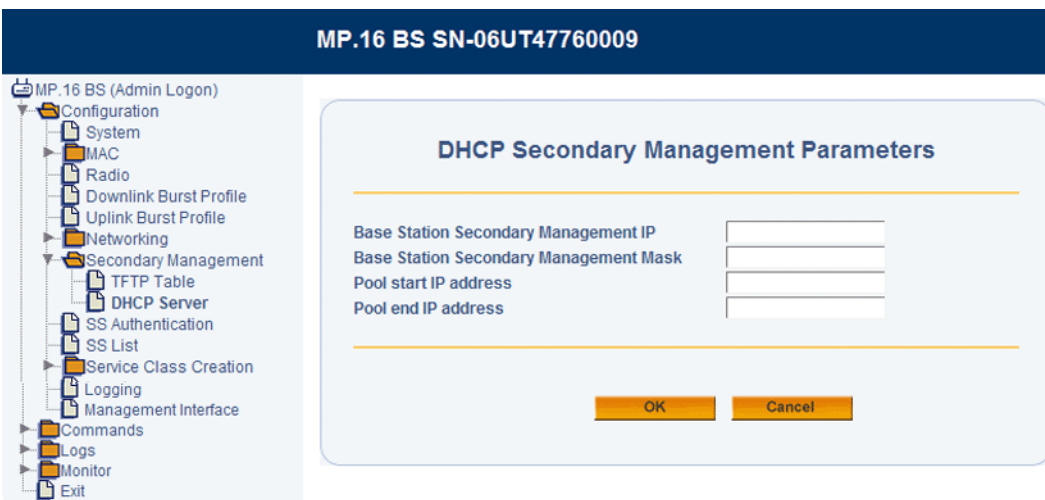 MP.16 BS SN-06UT47760009
MP.16 BS (Admin Logon)
Configuration
System
MAC
Radio
Downlink Burst Profile
Uplink Burst Profile
Networking
Secondary Management
TFTP Table
DHCP Server
SS Authentication
SS List
Service Class Creation
Logging
Management Interface
Commands
Logs
Monitor
Exit
DHCP Secondary Management Parameters
Base Station Secondary Management IP
Base Station Secondary Management Mask
Pool start IP address
Pool end IP address
OK Cancel